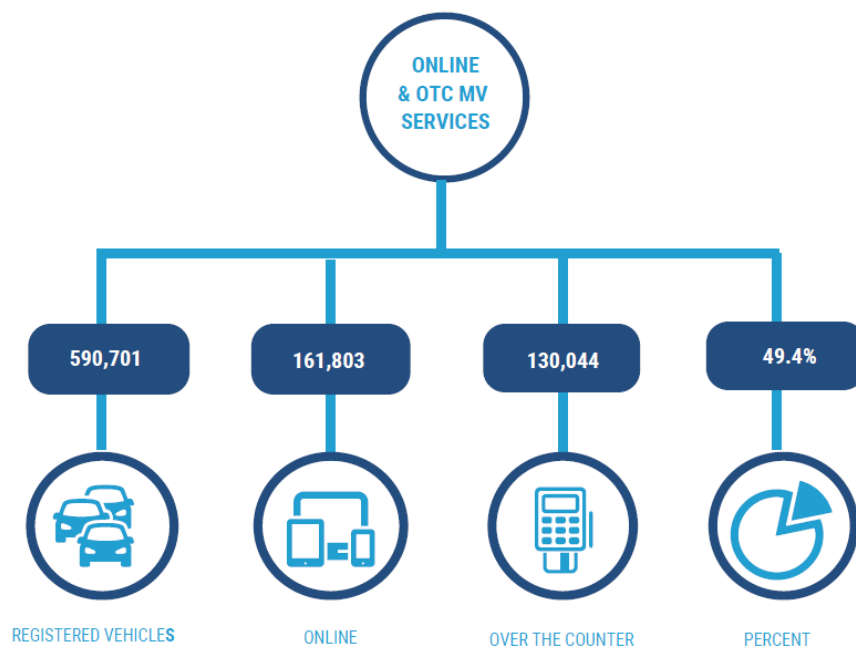 ONLINE
& OTC MV
SERVICES
590,701
161,803
130,044
49.4%
REGISTERED VEHICLES
ONLINE
OVER THE COUNTER
PERCENT